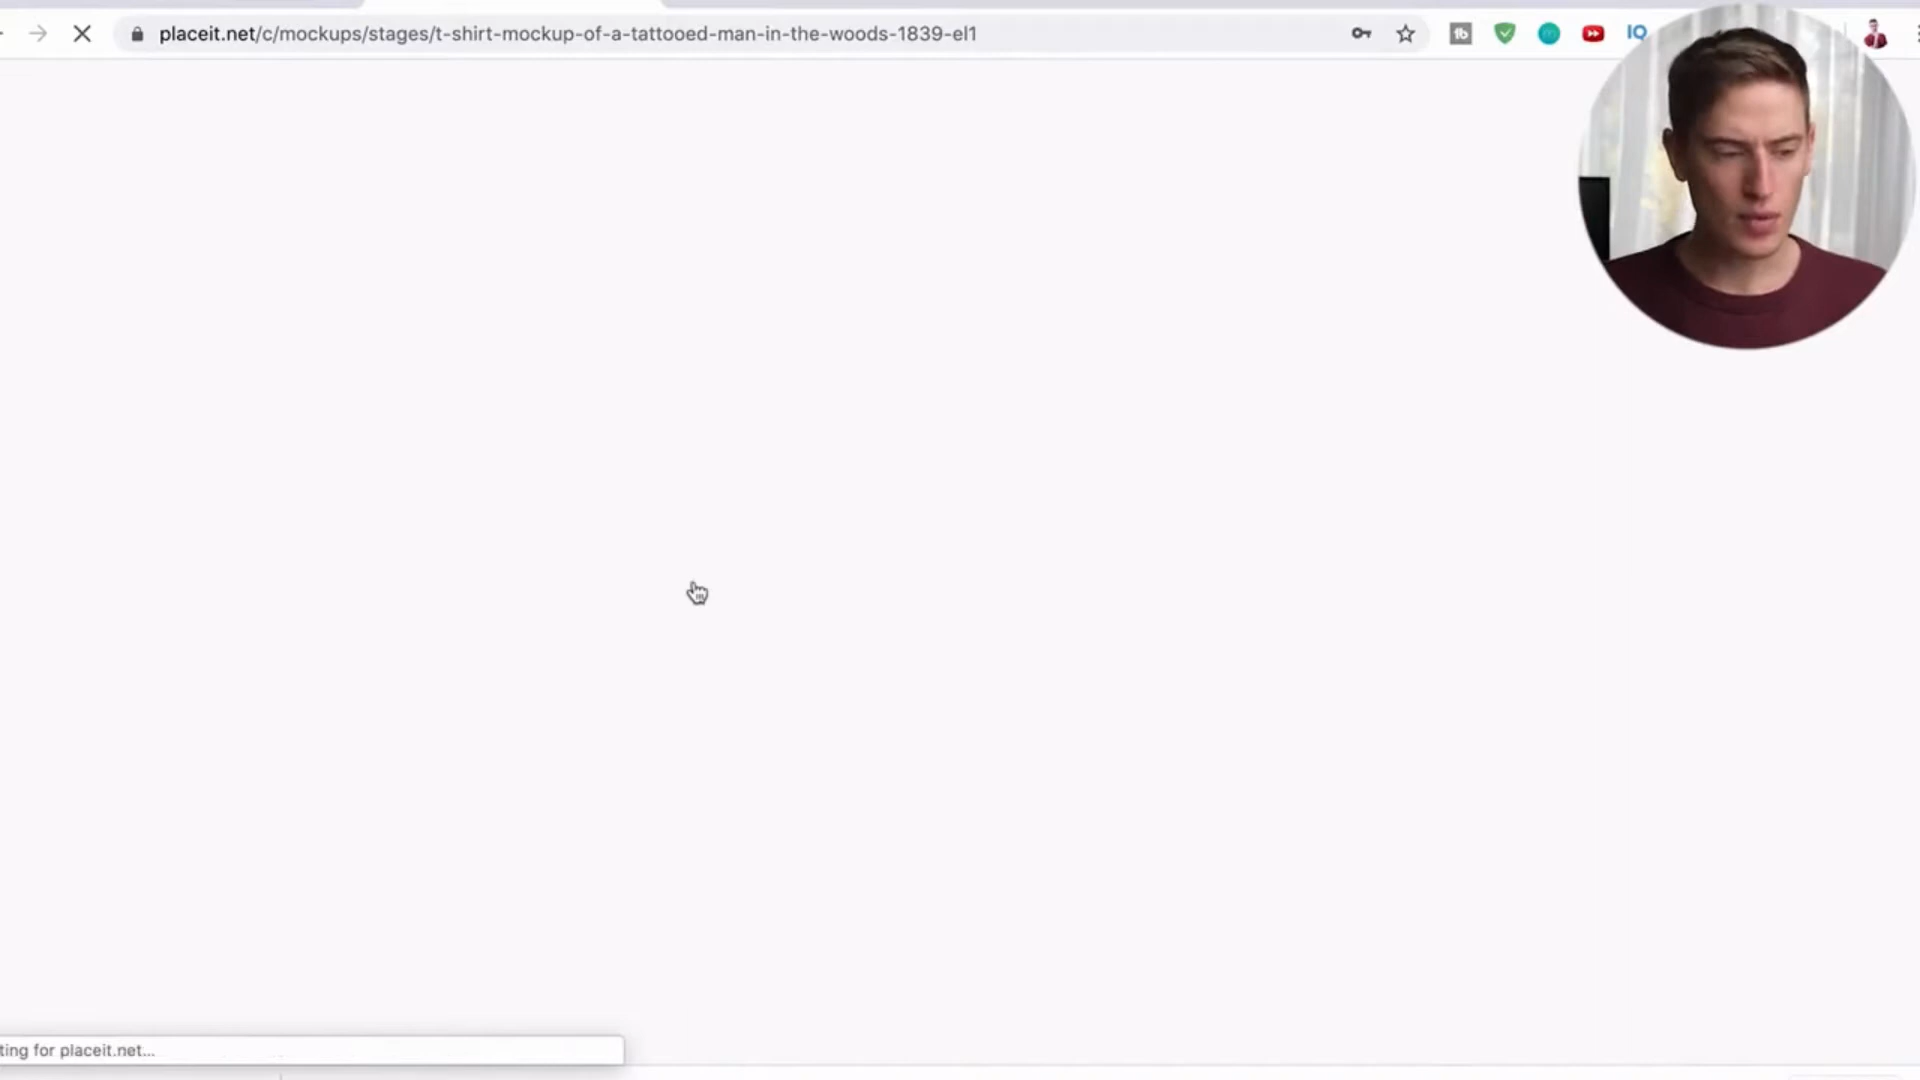 placeit.net/c/mockups/stages/t-shirt-mockup-of-a-tattooed-man-in-the-woods-1839-el1
tb
IQ
ting for placeit.net...